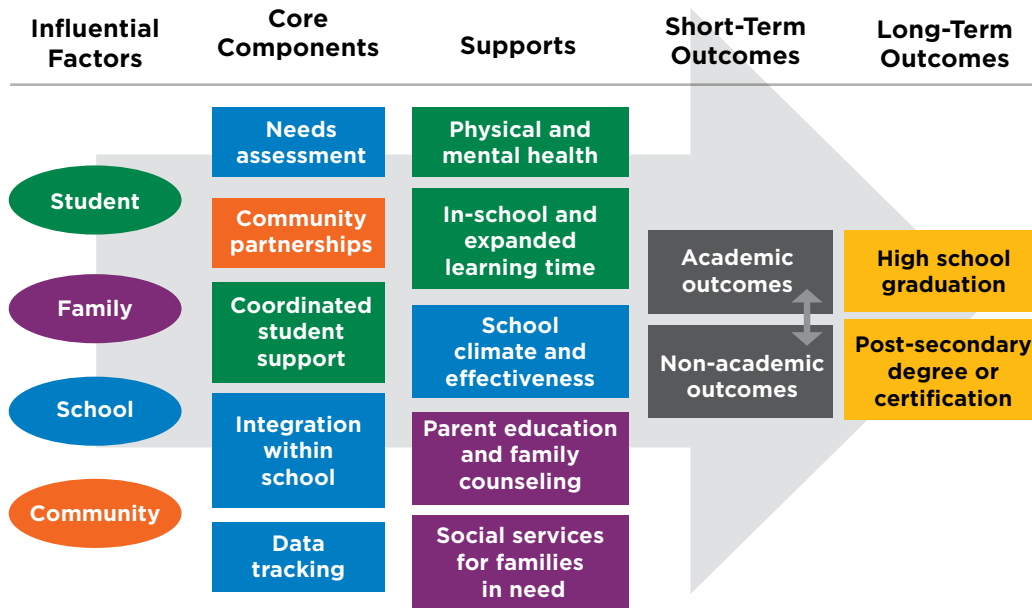 Influential
Factors
Core
Components
Supports
Short-Term
Outcomes
Long-Term
Outcomes
Student
Family
School
Community
Needs
assessment
Community
partnerships
Coordinated
student
support
Integration
within
school
Data
tracking
Physical and
mental health
In-school and
expanded
learning time
School
climate and
effectiveness
Parent education
and family
counseling
Social services
for families
in need
Academic
outcomes
Non-academic
outcomes
High school
graduation
Post-secondary
degree or
certification